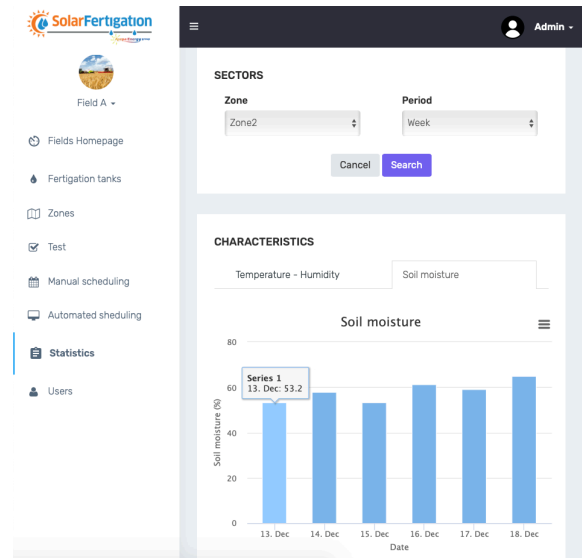 SolarFertigation
Admin
Field A
Fields Homepage
Fertigation tanks
Zones
Test
Manual scheduling
Automated sheduling
Statistics
Users
SECTORS
Zone Period
Zone2 Week
Cancel Search
CHARACTERISTICS
Temperature - Humidity Soil moisture
Soil moisture
80
60
40
20
0
Soil moisture (%)
Series 1
13. Dec: 53.2
13. Dec 14. Dec 15. Dec 16. Dec 17. Dec 18. Dec
Date